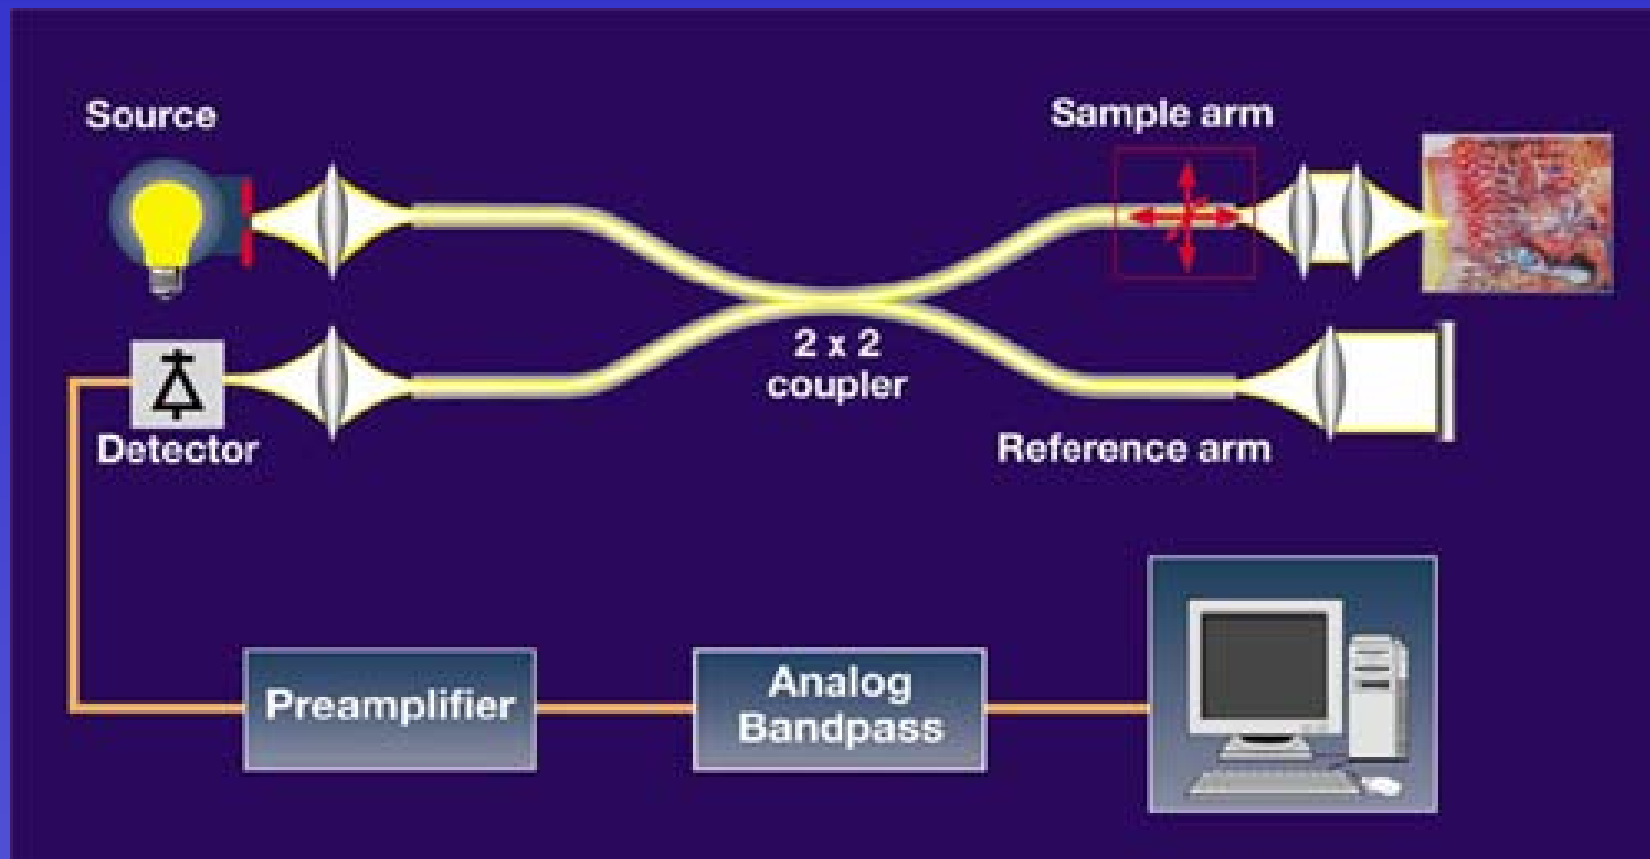 Source
Sample arm
2 x 2
coupler
Detector
Reference arm
Preamplifier
Analog
Bandpass